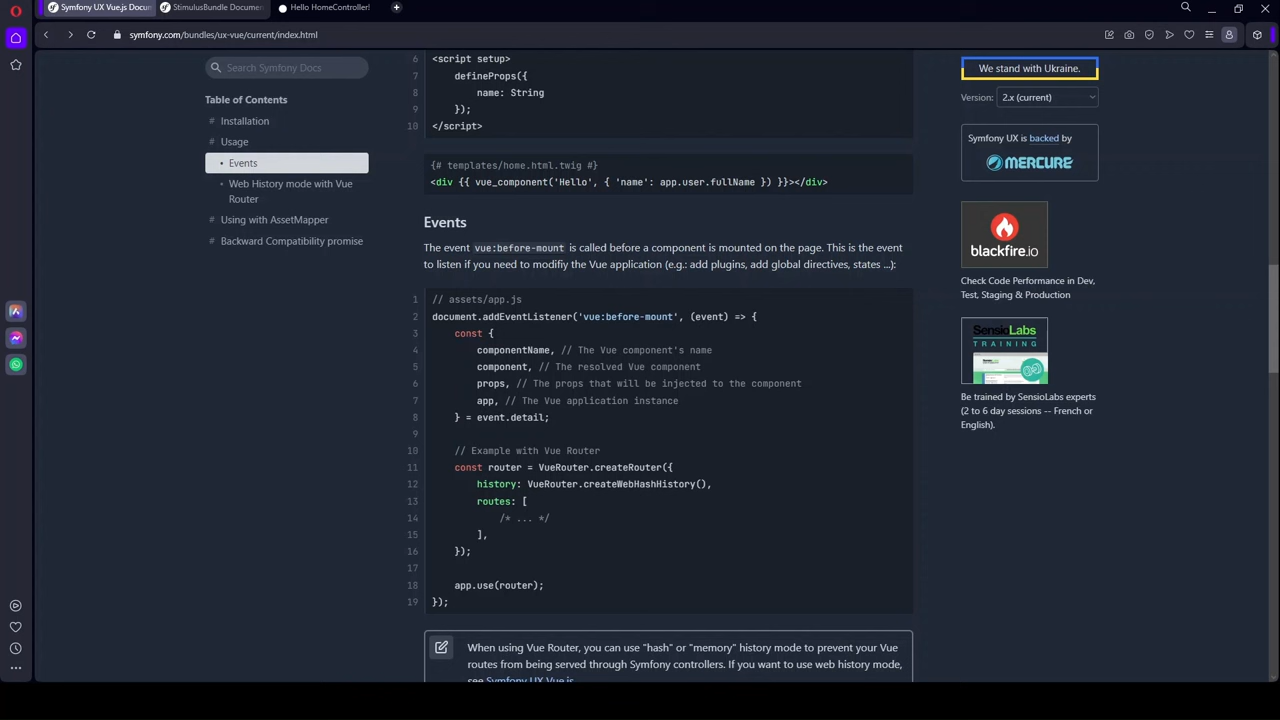 Symfony UX Vue.js Docum
StimulusBundle Documen
Hello HomeController!
symfony.com/bundles/ux-vue/current/index.html
Search Symfony Docs
Table of Contents
# Installation
# Usage
• Events
• Web History mode with Vue
Router
# Using with AssetMapper
# Backward Compatibility promise
6 <script setup>
7 defineProps({
8 name: String
9 });
10 </script>
{# templates/home.html.twig #}
<div {{ vue_component('Hello', { 'name': app.user.fullName }) }}></div>
Events
The event vue:before-mount is called before a component is mounted on the page. This is the event
to listen if you need to modifiy the Vue application (e.g.: add plugins, add global directives, states ...):
1 // assets/app.js
2 document.addEventListener('vue:before-mount', (event) => {
3 const {
4 componentName, // The Vue component's name
5 component, // The resolved Vue component
6 props, // The props that will be injected to the component
7 app, // The Vue application instance
8 } = event.detail;
9
10 // Example with Vue Router
11 const router = VueRouter.createRouter({
12 history: VueRouter.createWebHashHistory(),
13 routes: [
14 /* ... */
15 ],
16 });
17
18 app.use(router);
19 });
When using Vue Router, you can use "hash" or "memory" history mode to prevent your Vue
routes from being served through Symfony controllers. If you want to use web history mode,
see Symfony UX Vue.js
We stand with Ukraine.
Version: 2.x (current)
Symfony UX is backed by
MERCURE
blackfire.io
Check Code Performance in Dev,
Test, Staging & Production
SensioLabs
TRAINING
Be trained by SensioLabs experts
(2 to 6 day sessions -- French or
English).